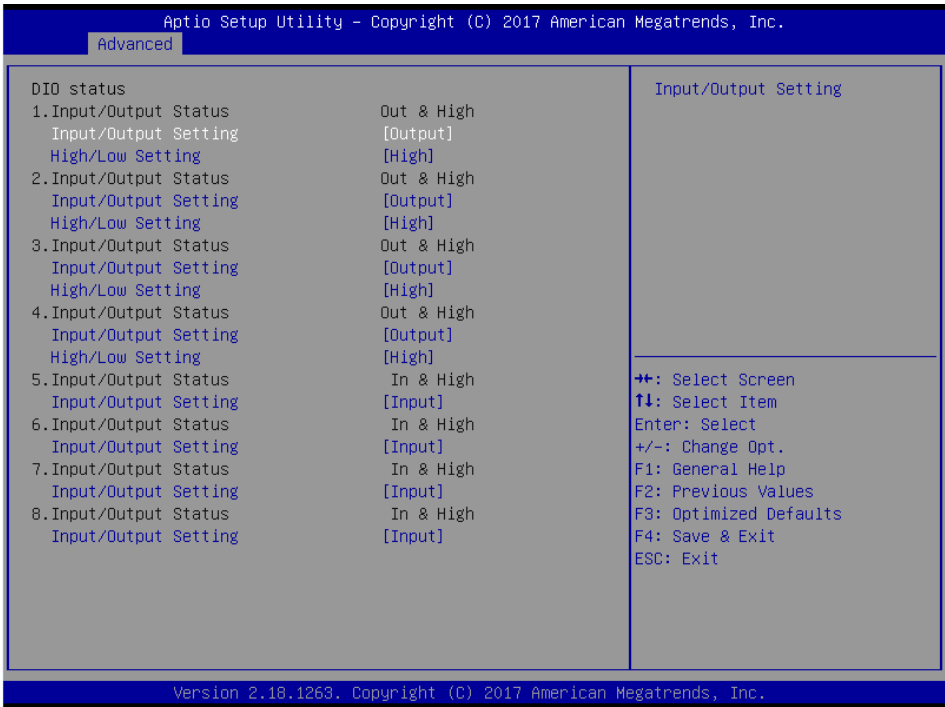 Aptio Setup Utility – Copyright (C) 2017 American Megatrends, Inc.
Advanced
DIO status
1.Input/Output Status Out & High
Input/Output Setting [Output]
High/Low Setting [High]
2.Input/Output Status Out & High
Input/Output Setting [Output]
High/Low Setting [High]
3.Input/Output Status Out & High
Input/Output Setting [Output]
High/Low Setting [High]
4.Input/Output Status Out & High
Input/Output Setting [Output]
High/Low Setting [High]
5.Input/Output Status In & High
Input/Output Setting [Input]
6.Input/Output Status In & High
Input/Output Setting [Input]
7.Input/Output Status In & High
Input/Output Setting [Input]
8.Input/Output Status In & High
Input/Output Setting [Input]
Input/Output Setting
→←: Select Screen
↑↓: Select Item
Enter: Select
+/-: Change Opt.
F1: General Help
F2: Previous Values
F3: Optimized Defaults
F4: Save & Exit
ESC: Exit
Version 2.18.1263. Copyright (C) 2017 American Megatrends, Inc.